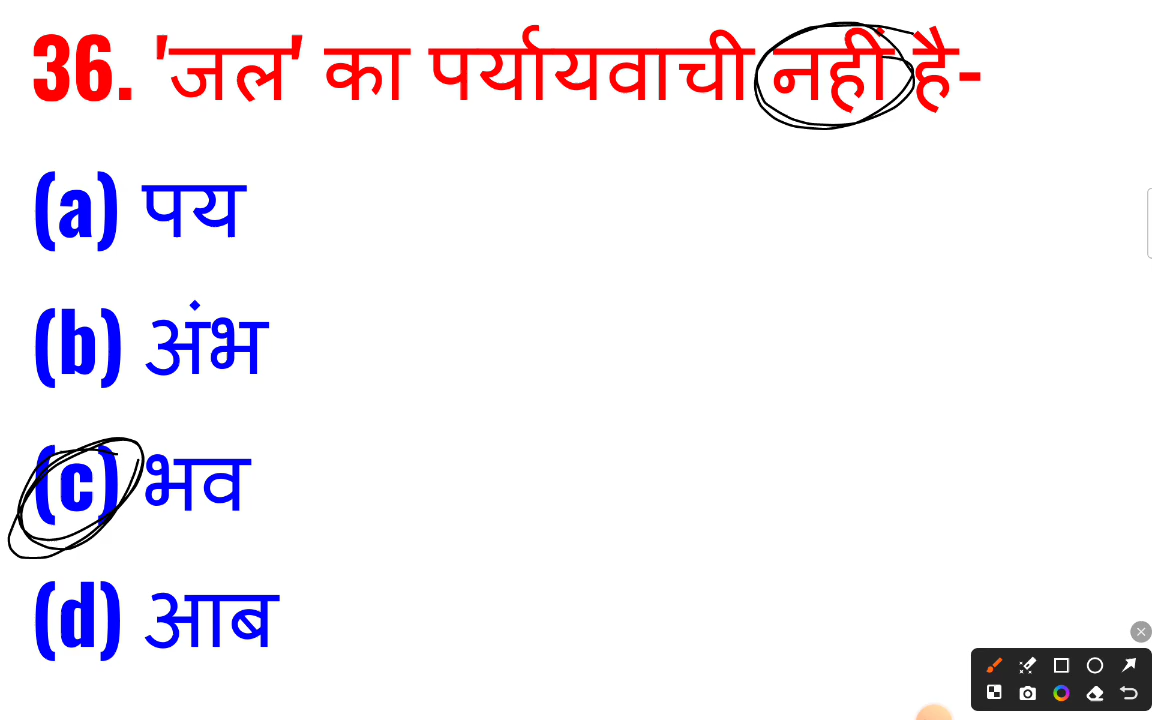 36. 'जल' का पर्यायवाची नहीं है-
(a) पय
(b) अंभ
(c) भव
(d) आब